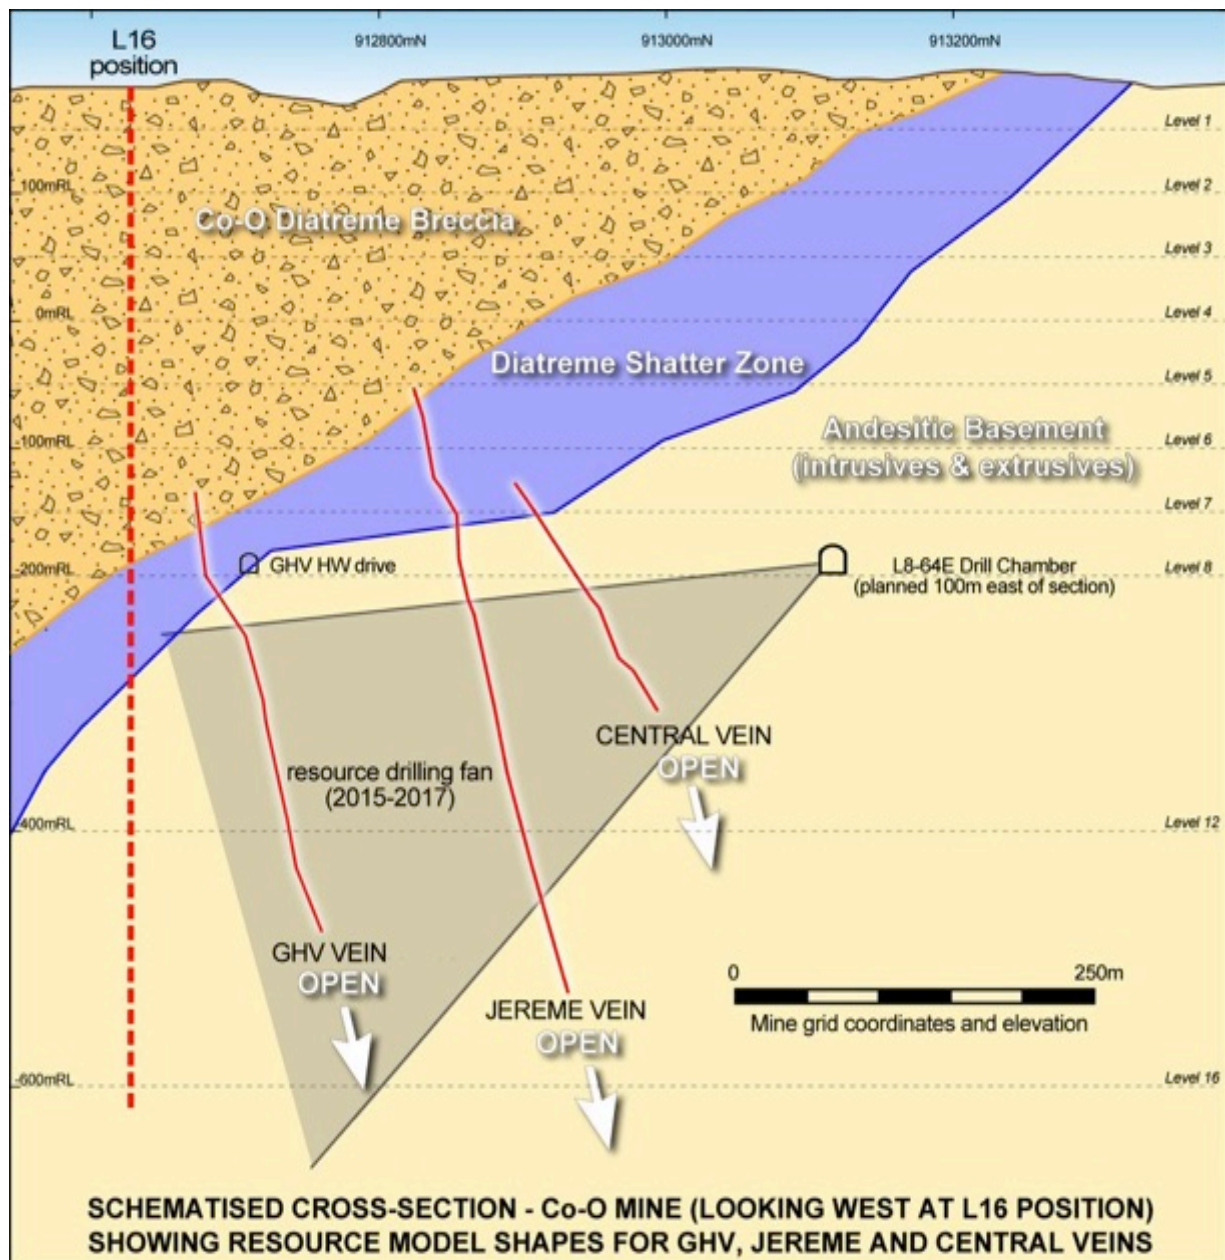 L16
position
912800mN
913000mN
913200mN
Level 1
100mRL
Level 2
Co-O Diatreme Breccia
Level 3
0mRL
Level 4
Diatreme Shatter Zone
Level 5
Andesitic Basement
(intrusives & extrusives)
-100mRL
Level 6
Level 7
GHV HW drive
L8-64E Drill Chamber
(planned 100m east of section)
-200mRL
Level 8
CENTRAL VEIN
OPEN
resource drilling fan
(2015-2017)
-400mRL
Level 12
GHV VEIN
OPEN
JEREME VEIN
OPEN
0
250m
Mine grid coordinates and elevation
-600mRL
Level 16
SCHEMATISED CROSS-SECTION - Co-O MINE (LOOKING WEST AT L16 POSITION)
SHOWING RESOURCE MODEL SHAPES FOR GHV, JEREME AND CENTRAL VEINS